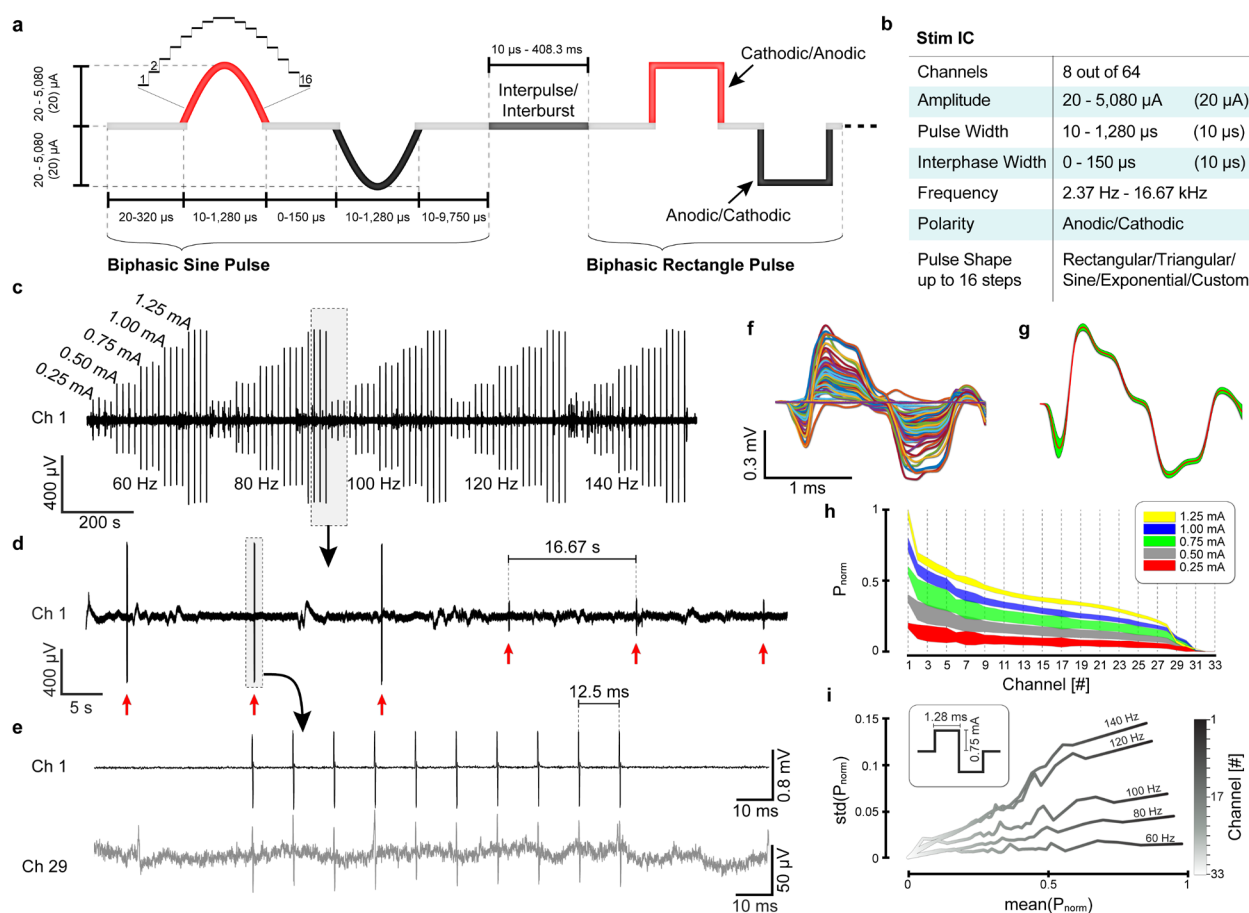 a
20 - 5,080
(20) µA
20 - 5,080
(20) µA
1
2
16
10 µs - 408.3 ms
Interpulse/
Interburst
Cathodic/Anodic
Anodic/Cathodic
20-320 µs
10-1,280 µs
0-150 µs
10-1,280 µs
10-9,750 µs
Biphasic Sine Pulse
Biphasic Rectangle Pulse
b
Stim IC
Channels 8 out of 64
Amplitude 20 - 5,080 µA (20 µA)
Pulse Width 10 - 1,280 µs (10 µs)
Interphase Width 0 - 150 µs (10 µs)
Frequency 2.37 Hz - 16.67 kHz
Polarity Anodic/Cathodic
Pulse Shape Rectangular/Triangular/
up to 16 steps Sine/Exponential/Custom
c
1.25 mA
1.00 mA
0.75 mA
0.50 mA
0.25 mA
Ch 1
60 Hz
80 Hz
100 Hz
120 Hz
140 Hz
400 µV
200 s
d
16.67 s
Ch 1
400 µV
5 s
e
12.5 ms
Ch 1
0.8 mV
10 ms
Ch 29
50 µV
10 ms
f
0.3 mV
1 ms
g
h
1
0.5
0
Pnorm
1.25 mA
1.00 mA
0.75 mA
0.50 mA
0.25 mA
1 3 5 7 9 11 13 15 17 19 21 23 25 27 29 31 33
Channel [#]
i
0.15
0.1
0.05
0
std(Pnorm)
1.28 ms
0.75 mA
140 Hz
120 Hz
100 Hz
80 Hz
60 Hz
0 0.5 1
mean(Pnorm)
1
17
33
Channel [#]